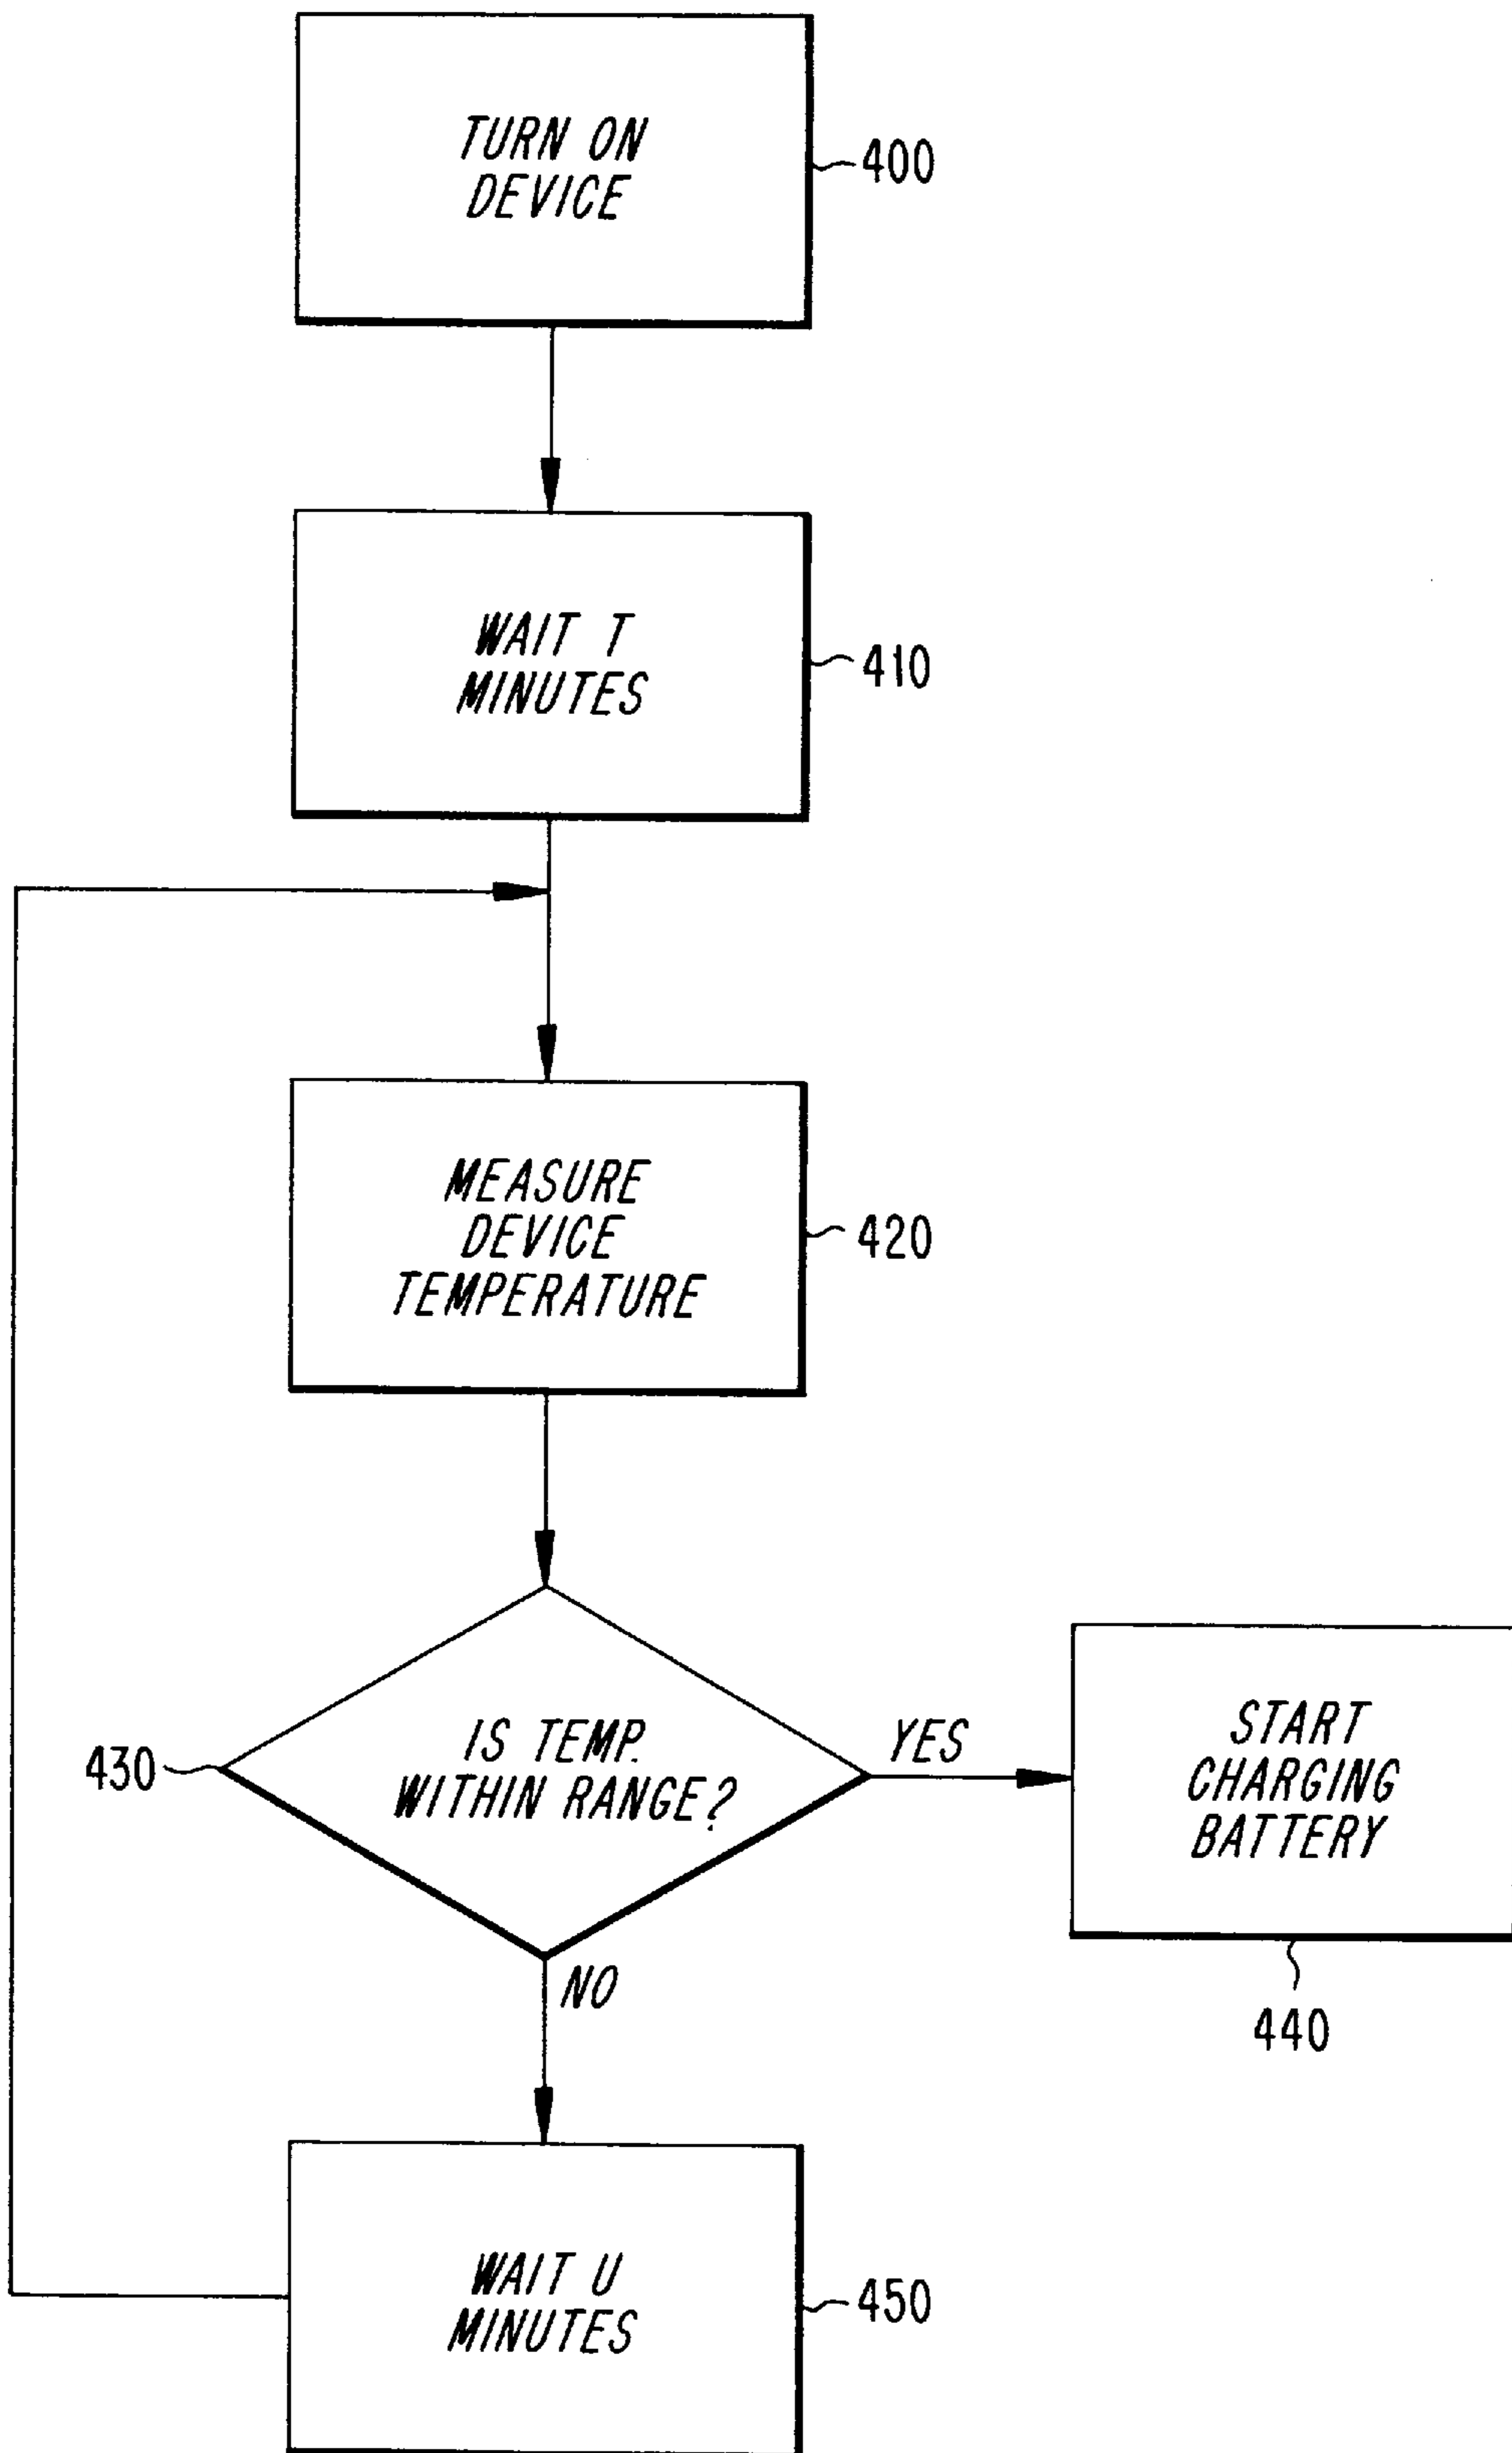 TURN ON
DEVICE
400
WAIT T
MINUTES
410
MEASURE
DEVICE
TEMPERATURE
420
IS TEMP.
WITHIN RANGE?
430
YES
START
CHARGING
BATTERY
440
NO
WAIT U
MINUTES
450